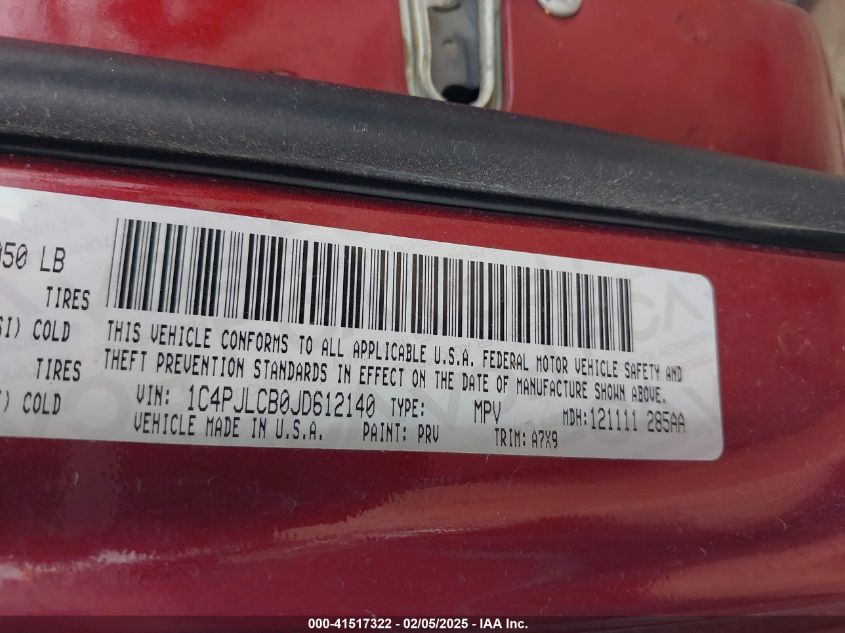 050 LB
TIRES
SI) COLD
THIS VEHICLE CONFORMS TO ALL APPLICABLE U.S.A. FEDERAL MOTOR VEHICLE SAFETY AND
TIRES
THEFT PREVENTION STANDARDS IN EFFECT ON THE DATE OF MANUFACTURE SHOWN ABOVE.
) COLD
VIN: 1C4PJLCB0JD612140 TYPE: MPV MDH:121111 285AA
VEHICLE MADE IN U.S.A. PAINT: PRV TRIM: A7X9
000-41517322 - 02/05/2025 - IAA Inc.